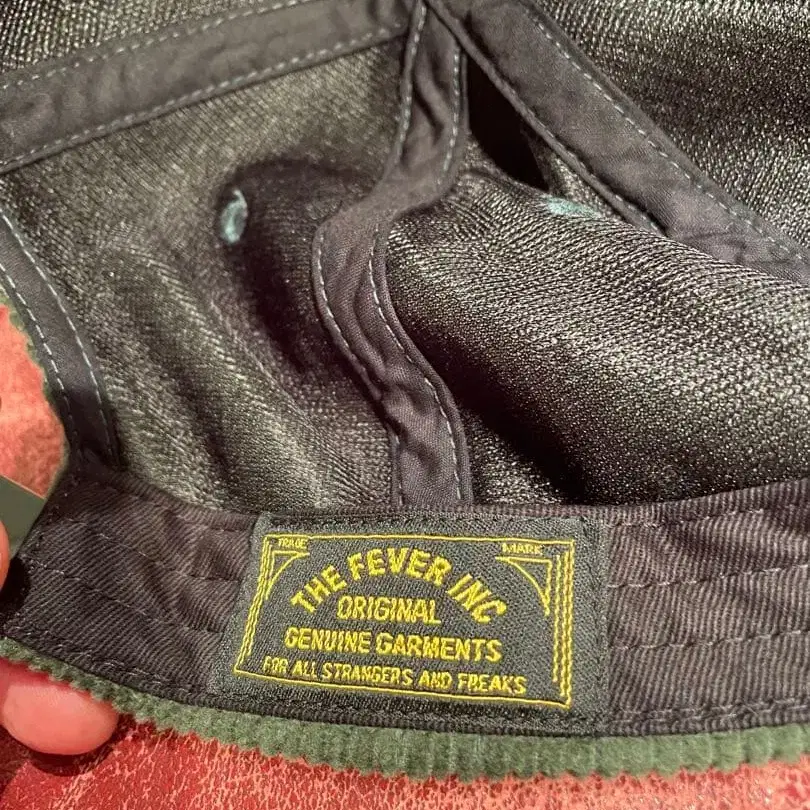 TRADE MARK
THE FEVER INC
ORIGINAL
GENUINE GARMENTS
FOR ALL STRANGERS AND FREAKS